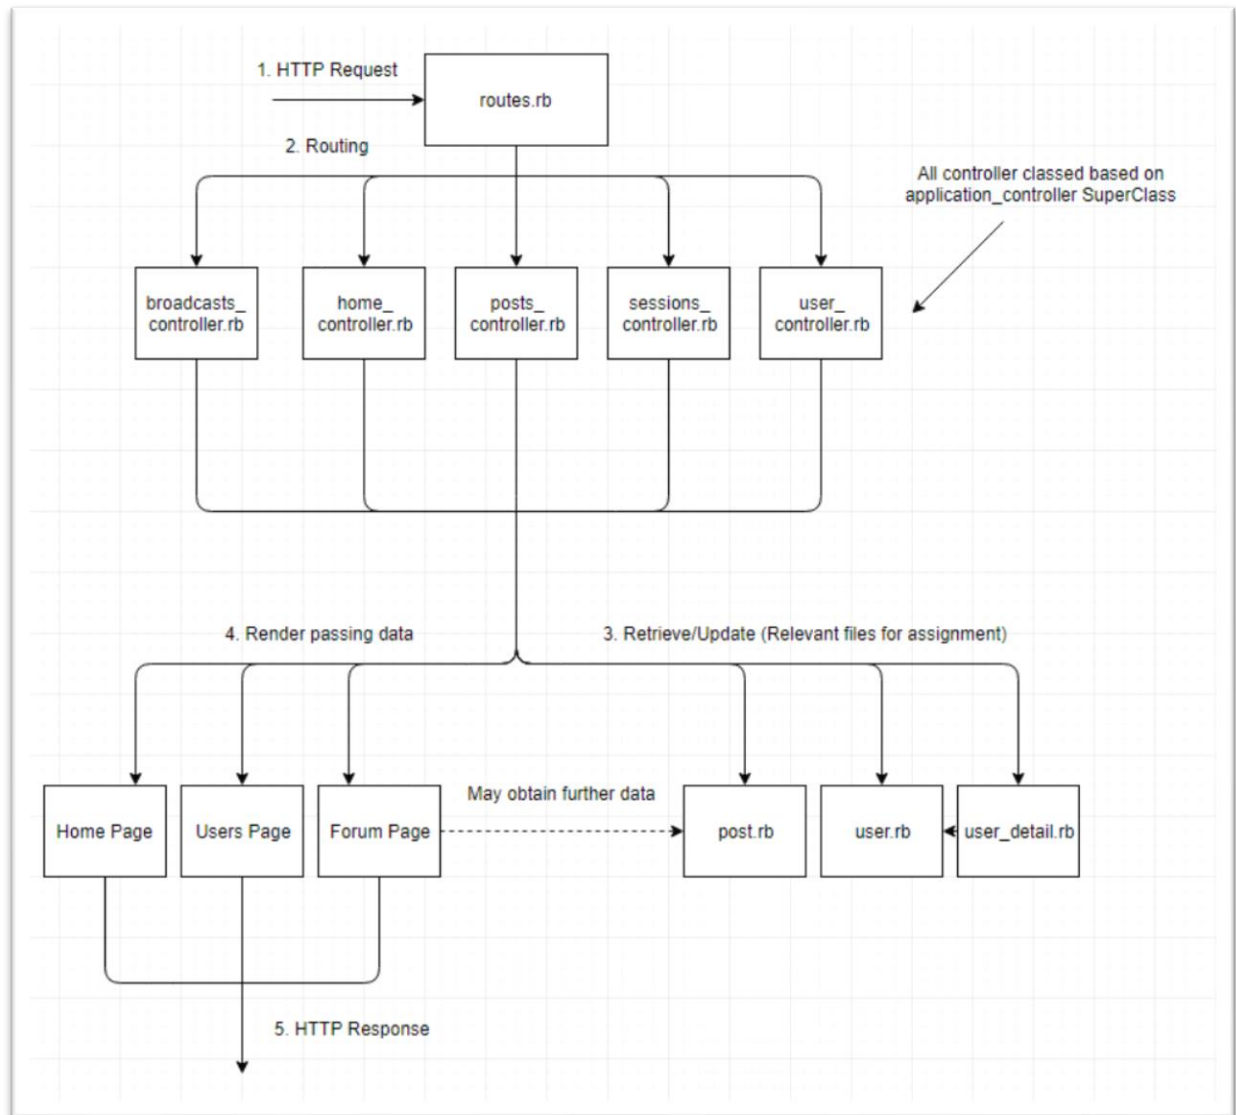 1. HTTP Request
routes.rb
2. Routing
All controller classed based on
application_controller SuperClass
broadcasts_
controller.rb
home_
controller.rb
posts_
controller.rb
sessions_
controller.rb
user_
controller.rb
4. Render passing data
3. Retrieve/Update (Relevant files for assignment)
Home Page
Users Page
Forum Page
May obtain further data
post.rb
user.rb
user_detail.rb
5. HTTP Response